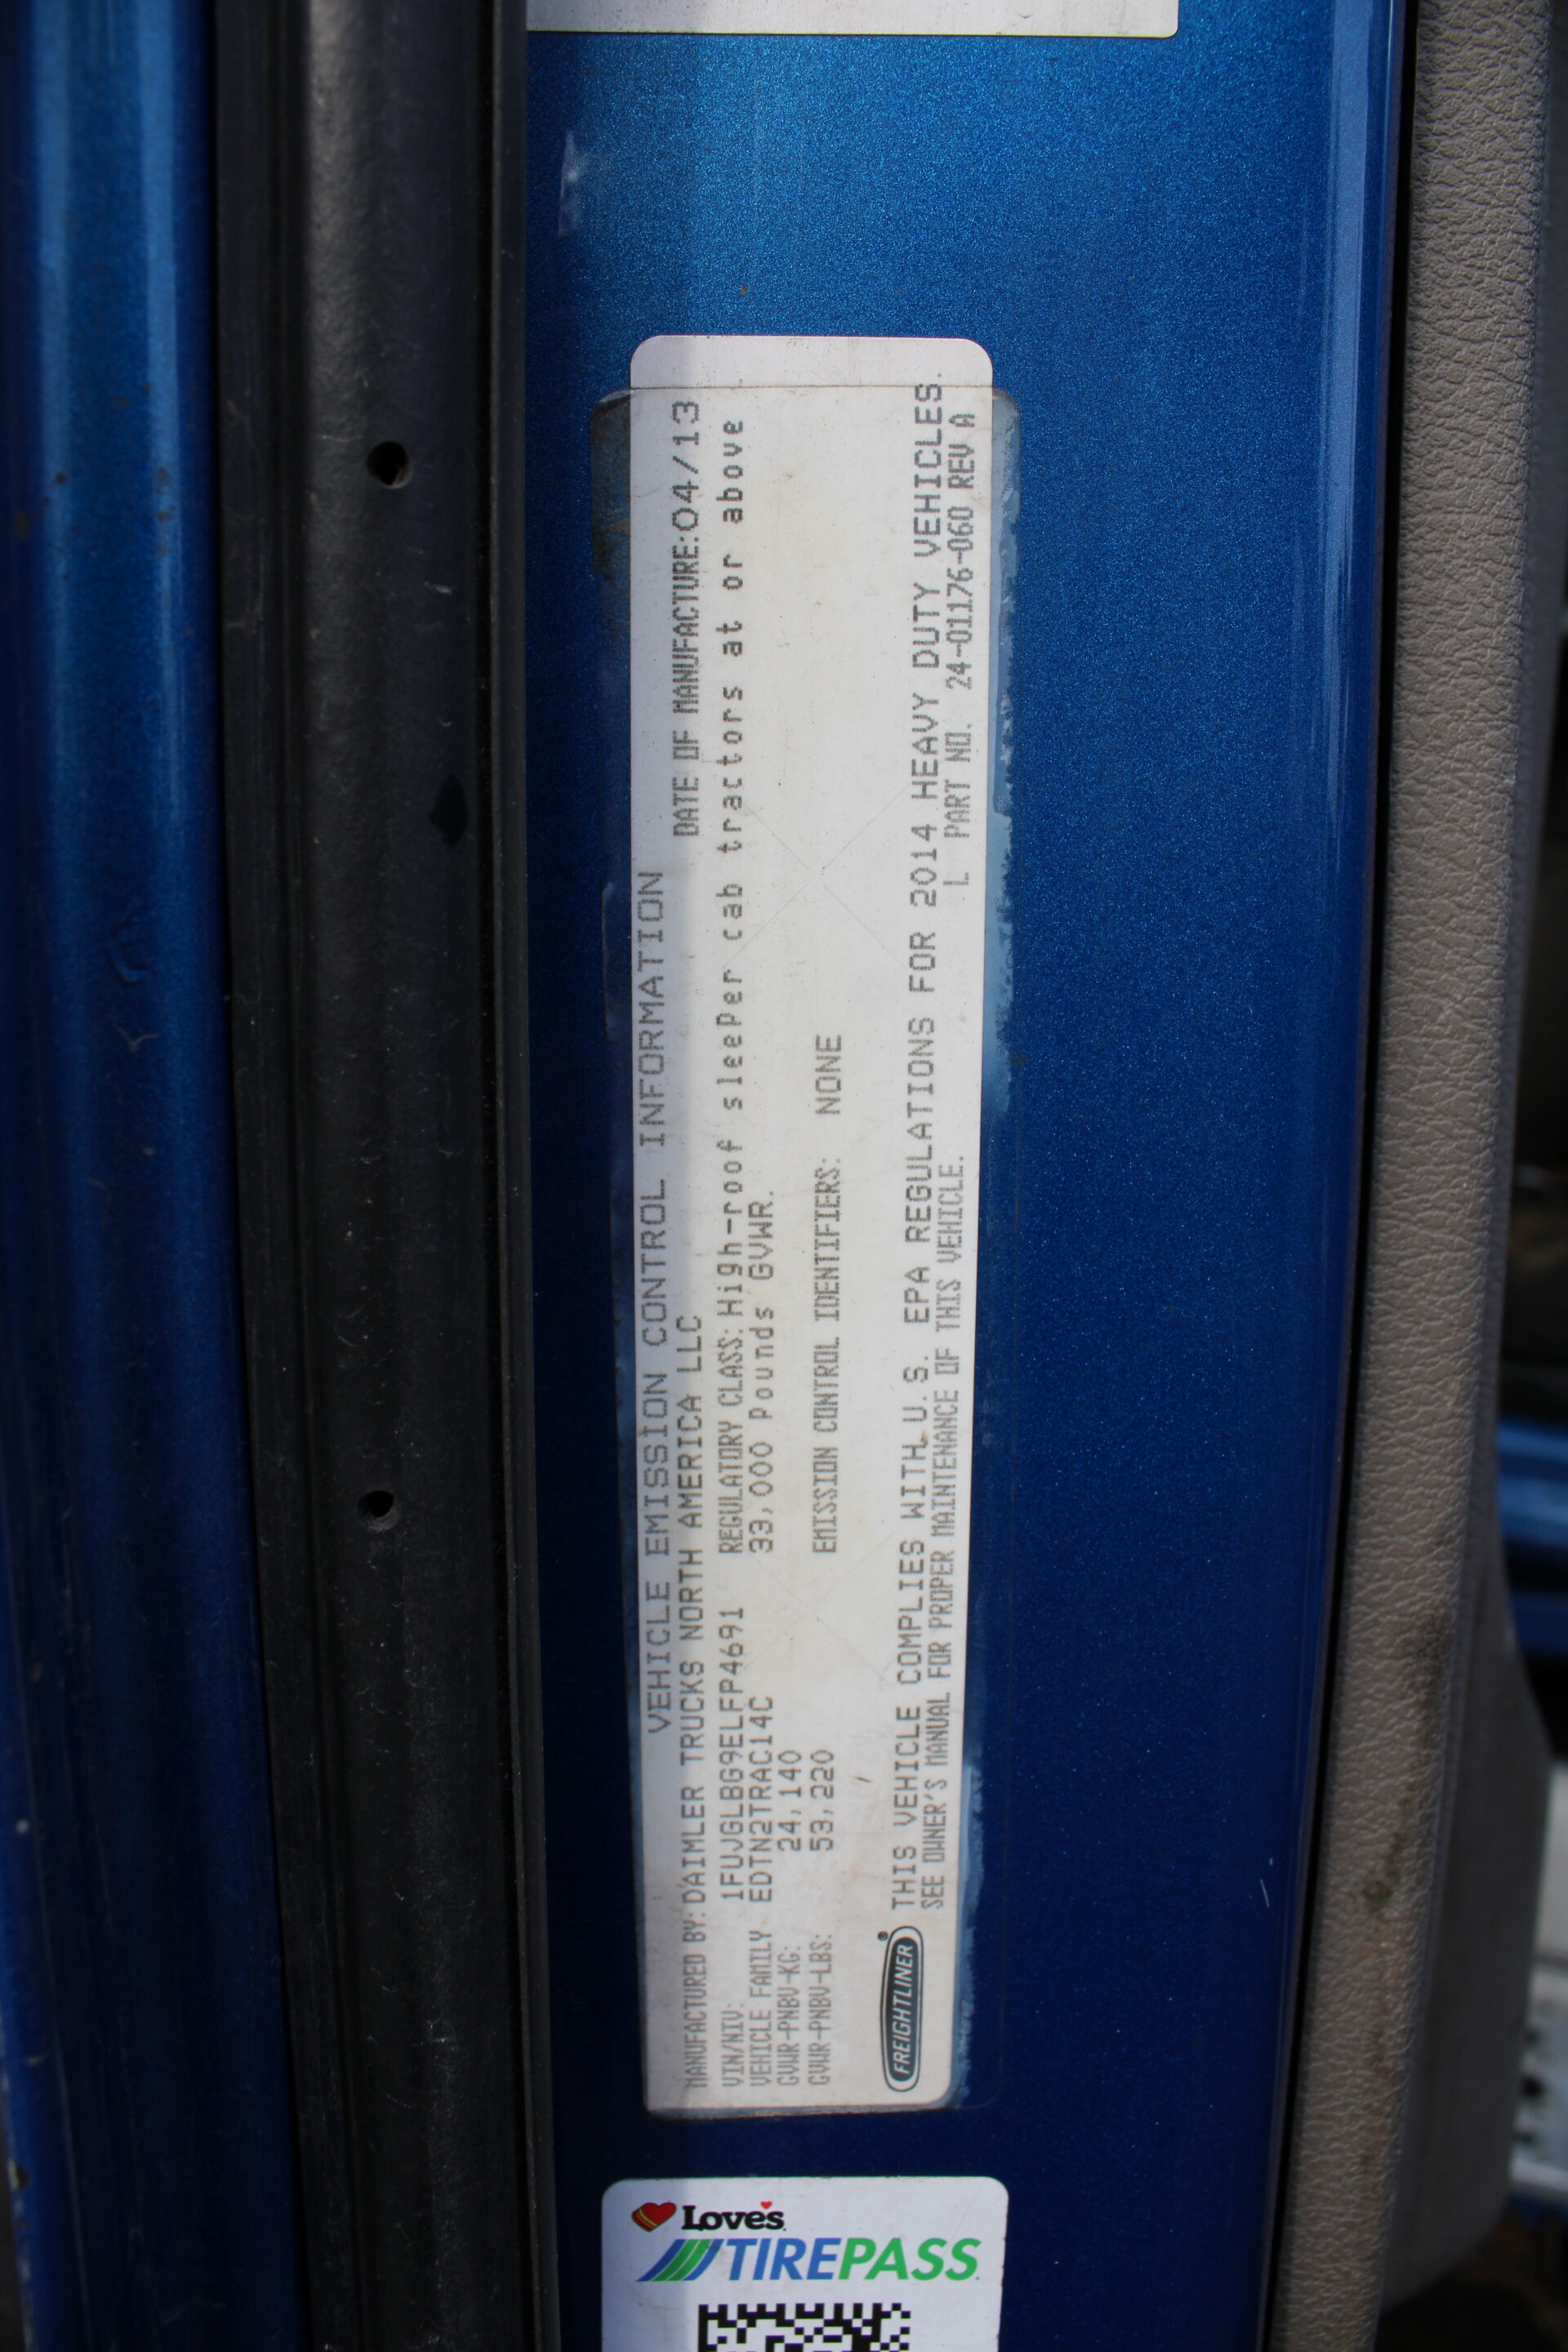 VEHICLE EMISSION CONTROL INFORMATION
MANUFACTURED BY: DAIMLER TRUCKS NORTH AMERICA LLC DATE OF MANUFACTURE: 04/13
VIN/NIV: 1FUJGLBG9ELFP4691 REGULATORY CLASS: High-roof sleeper cab tractors at or above
VEHICLE FAMILY EDTN2TRAC14C 33,000 Pounds GVWR.
GVWR-PNBV-KG: 24,140
GVWR-PNBV-LBS: 53,220 EMISSION CONTROL IDENTIFIERS: NONE
THIS VEHICLE COMPLIES WITH U.S. EPA REGULATIONS FOR 2014 HEAVY DUTY VEHICLES.
SEE OWNER'S MANUAL FOR PROPER MAINTENANCE OF THIS VEHICLE. L PART NO. 24-01176-060 REV A
FREIGHTLINER®
Love's
TIREPASS